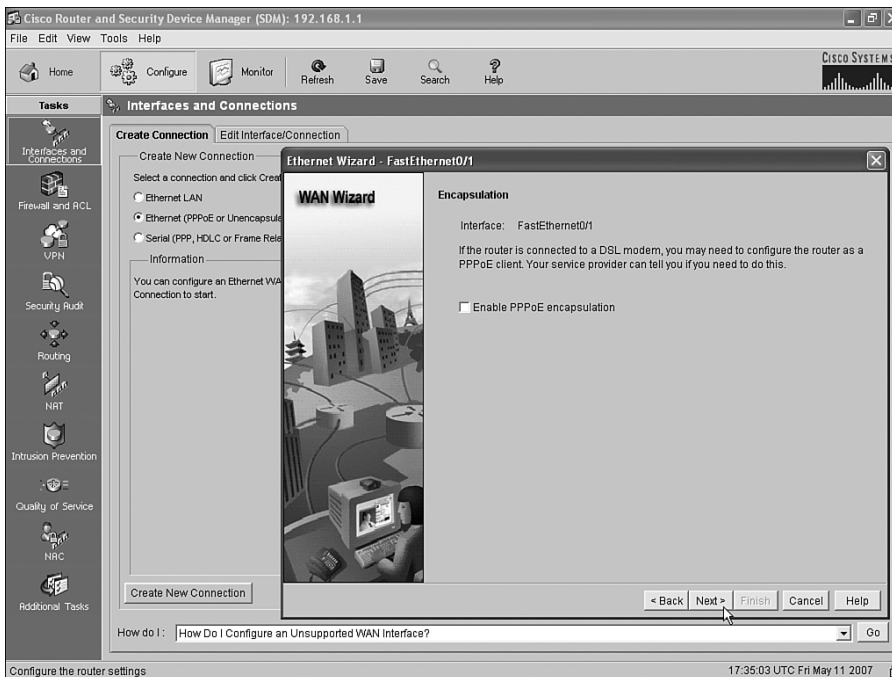 Cisco Router and Security Device Manager (SDM): 192.168.1.1
File Edit View Tools Help
Home Configure Monitor Refresh Save Search Help
CISCO SYSTEMS
Tasks
Interfaces and Connections
Interfaces and Connections
Firewall and ACL
VPN
Security Audit
Routing
NAT
Intrusion Prevention
Quality of Service
NAC
Additional Tasks
Create Connection Edit Interface/Connection
Create New Connection
Select a connection and click Crea
Ethernet LAN
Ethernet (PPPoE or Unencapsula
Serial (PPP, HDLC or Frame Rele
Information
You can configure an Ethernet WA
Connection to start.
Create New Connection
Ethernet Wizard - FastEthernet0/1
WAN Wizard
Encapsulation
Interface: FastEthernet0/1
If the router is connected to a DSL modem, you may need to configure the router as a
PPPoE client. Your service provider can tell you if you need to do this.
Enable PPPoE encapsulation
< Back Next > Finish Cancel Help
How do I: How Do I Configure an Unsupported WAN Interface? Go
Configure the router settings 17:35:03 UTC Fri May 11 2007